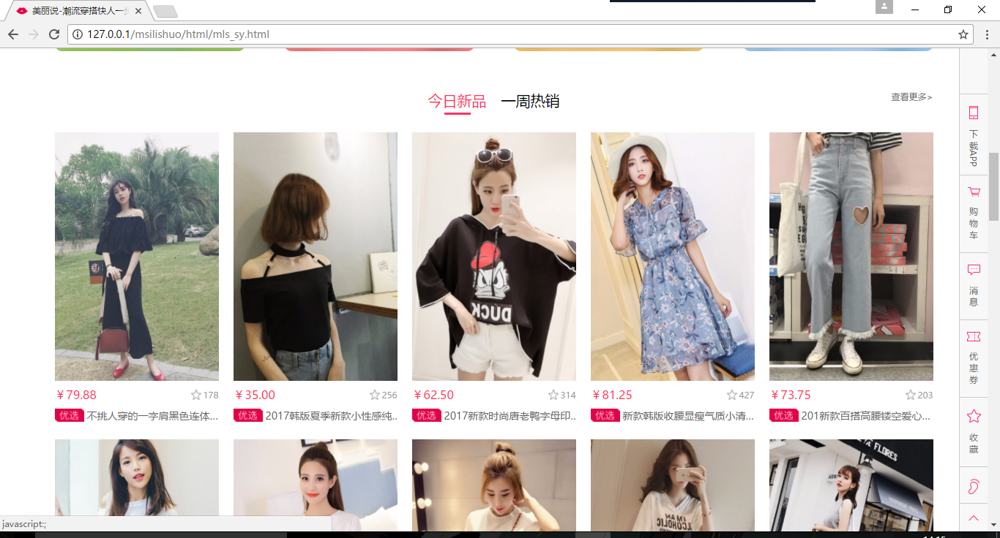 美丽说-潮流穿搭快人一步
127.0.0.1/msilishuo/html/mls_sy.html
今日新品 一周热销
查看更多>
DUCK
¥79.88 178
¥35.00 256
¥62.50 314
¥81.25 427
¥73.75 203
优选 不挑人穿的一字肩黑色连体...
优选 2017韩版夏季新款小性感纯...
优选 2017新款时尚唐老鸭字母印...
优选 新款韩版收腰显瘦气质小清...
优选 201新款百搭高腰镂空爱心...
FLORES
I'M AN
ALCOHOLIC
下载APP
购物车
消息
优惠券
收藏
javascript:;